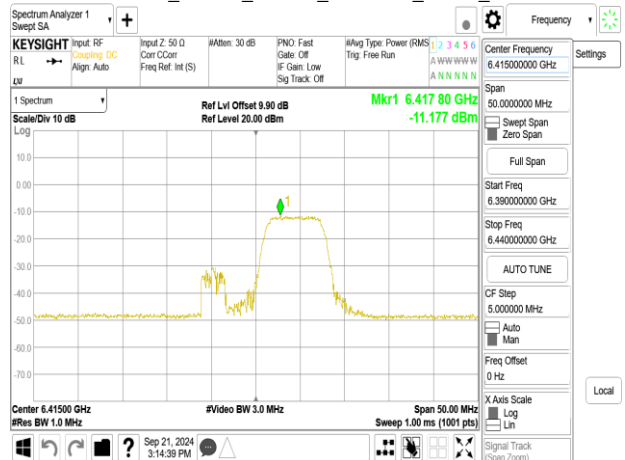 Spectrum Analyzer 1
Swept SA
+
Frequency
KEYSIGHT
RL
Input: RF
Coupling: DC
Align: Auto
Input Z: 50 Ω
Corr CCorr
Freq Ref: Int (S)
#Atten: 30 dB
PNO: Fast
Gate: Off
IF Gain: Low
Sig Track: Off
#Avg Type: Power (RMS
Trig: Free Run
1 2 3 4 5 6
A W W W W W
A N N N N N
1 Spectrum
Scale/Div 10 dB
Ref Lvl Offset 9.90 dB
Ref Level 20.00 dBm
Mkr1 6.417 80 GHz
-11.177 dBm
Log
10.0
0.00
-10.0
-20.0
-30.0
-40.0
-50.0
-60.0
-70.0
1
Center 6.41500 GHz
#Res BW 1.0 MHz
#Video BW 3.0 MHz
Span 50.00 MHz
Sweep 1.00 ms (1001 pts)
Center Frequency
6.415000000 GHz
Span
50.0000000 MHz
Swept Span
Zero Span
Full Span
Start Freq
6.390000000 GHz
Stop Freq
6.440000000 GHz
AUTO TUNE
CF Step
5.000000 MHz
Auto
Man
Freq Offset
0 Hz
X Axis Scale
Log
Lin
Signal Track
(Span Zoom)
Settings
Local
?
Sep 21, 2024
3:14:39 PM